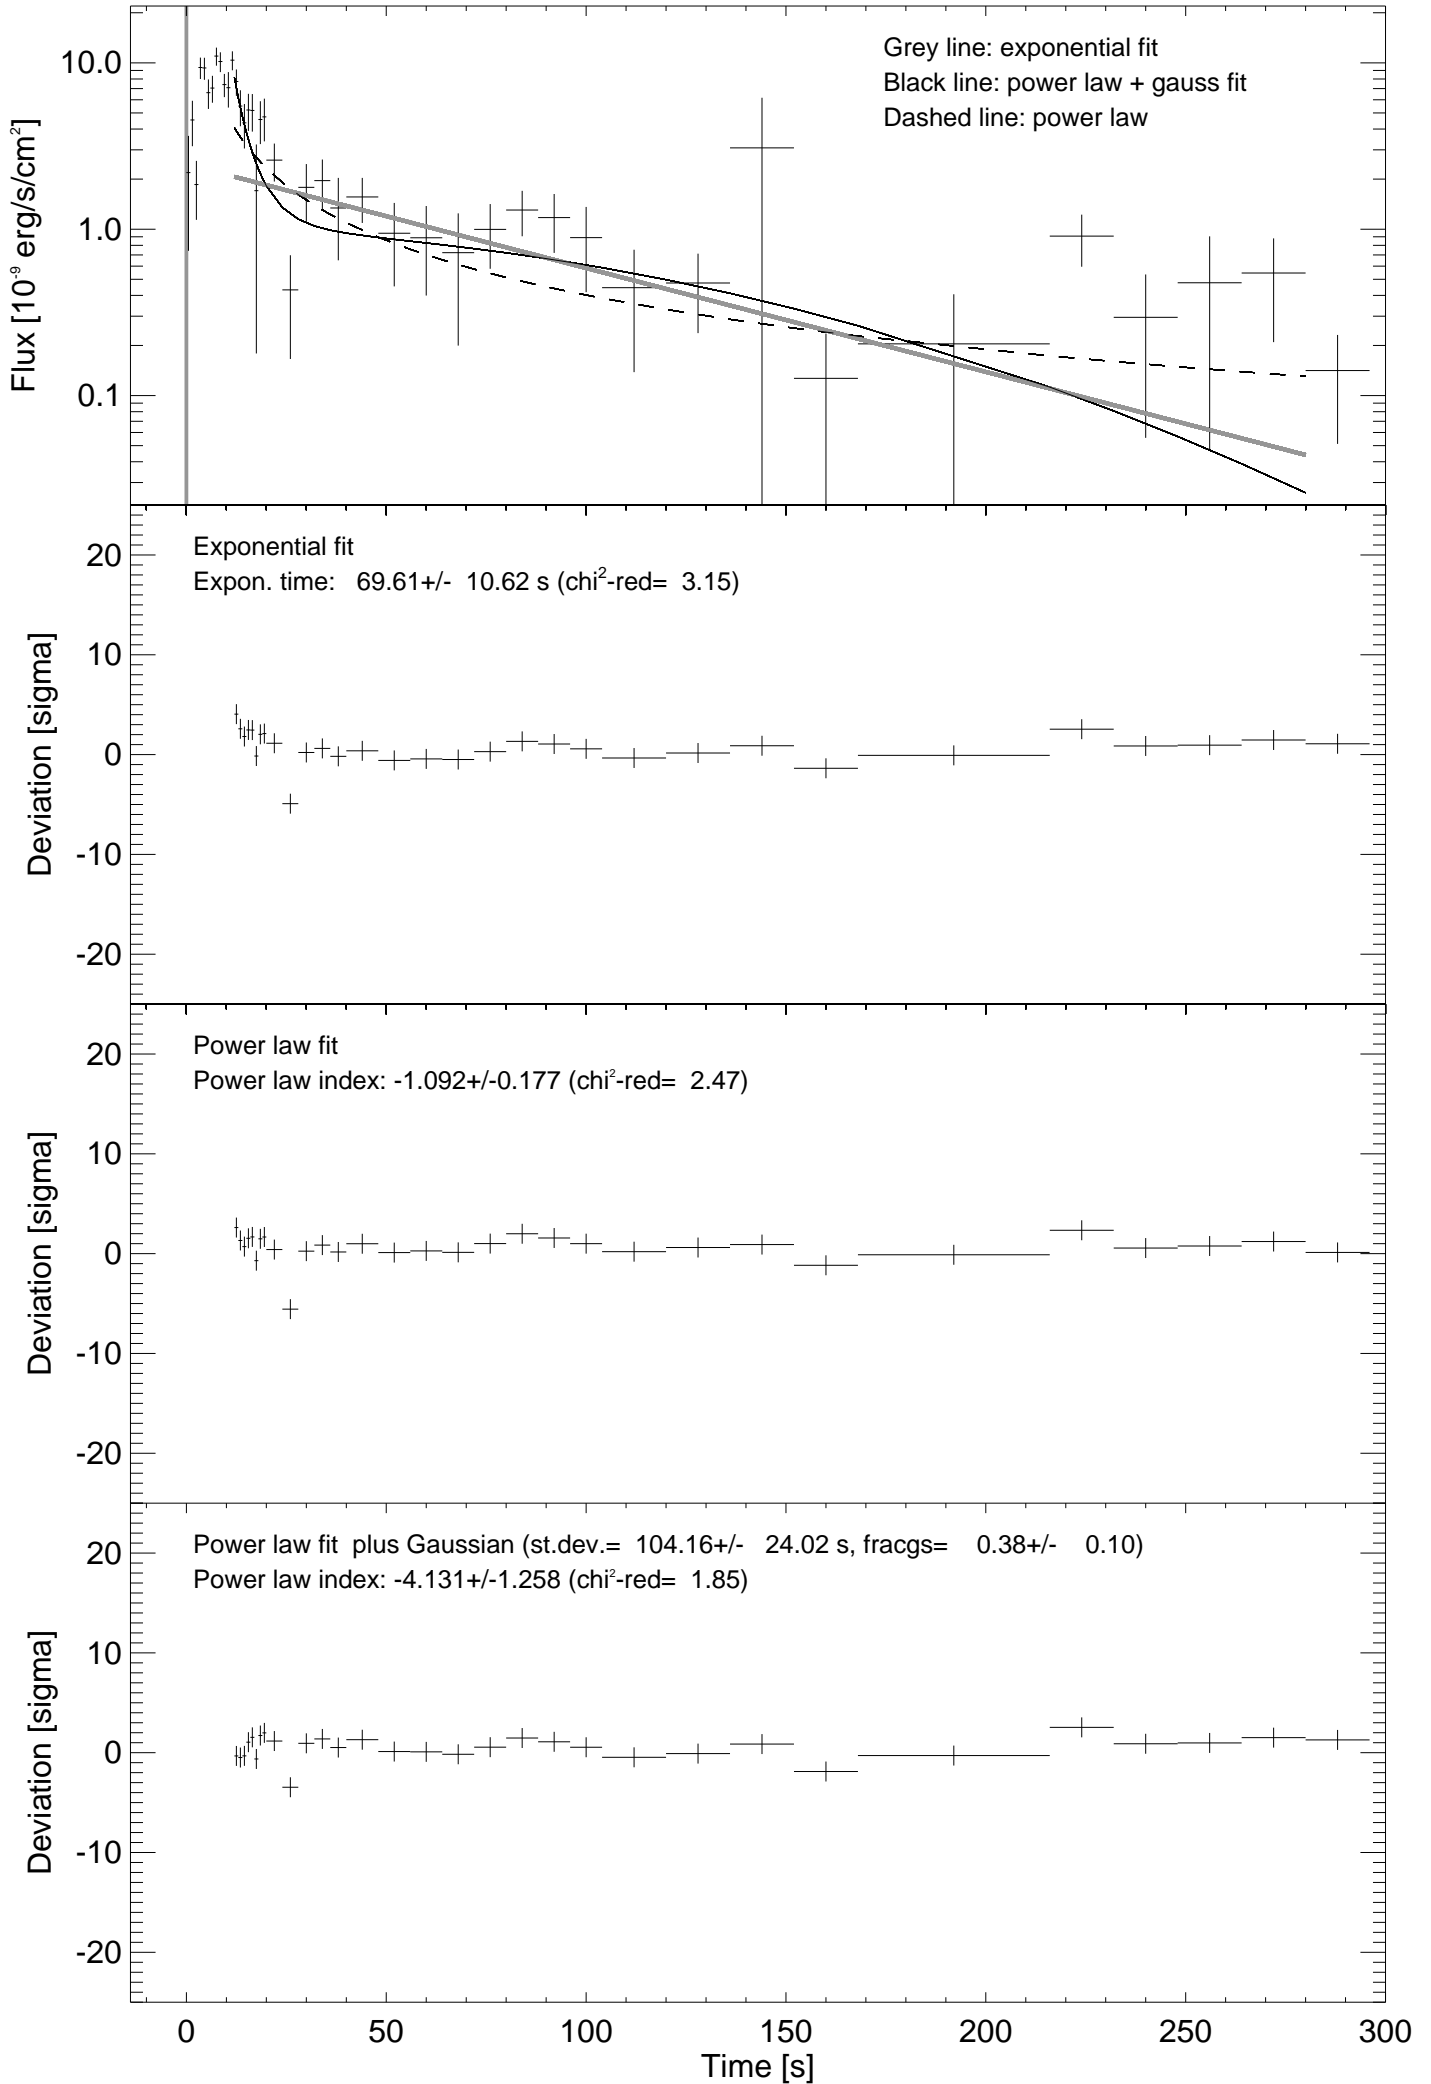 Grey line: exponential fit
Black line: power law + gauss fit
Dashed line: power law
10.0
1.0
0.1
Flux [10⁻⁹ erg/s/cm²]
Exponential fit
Expon. time: 69.61+/- 10.62 s (chi²-red= 3.15)
20
10
0
-10
-20
Deviation [sigma]
Power law fit
Power law index: -1.092+/-0.177 (chi²-red= 2.47)
20
10
0
-10
-20
Deviation [sigma]
Power law fit plus Gaussian (st.dev.= 104.16+/- 24.02 s, fracgs= 0.38+/- 0.10)
Power law index: -4.131+/-1.258 (chi²-red= 1.85)
20
10
0
-10
-20
Deviation [sigma]
0 50 100 150 200 250 300
Time [s]